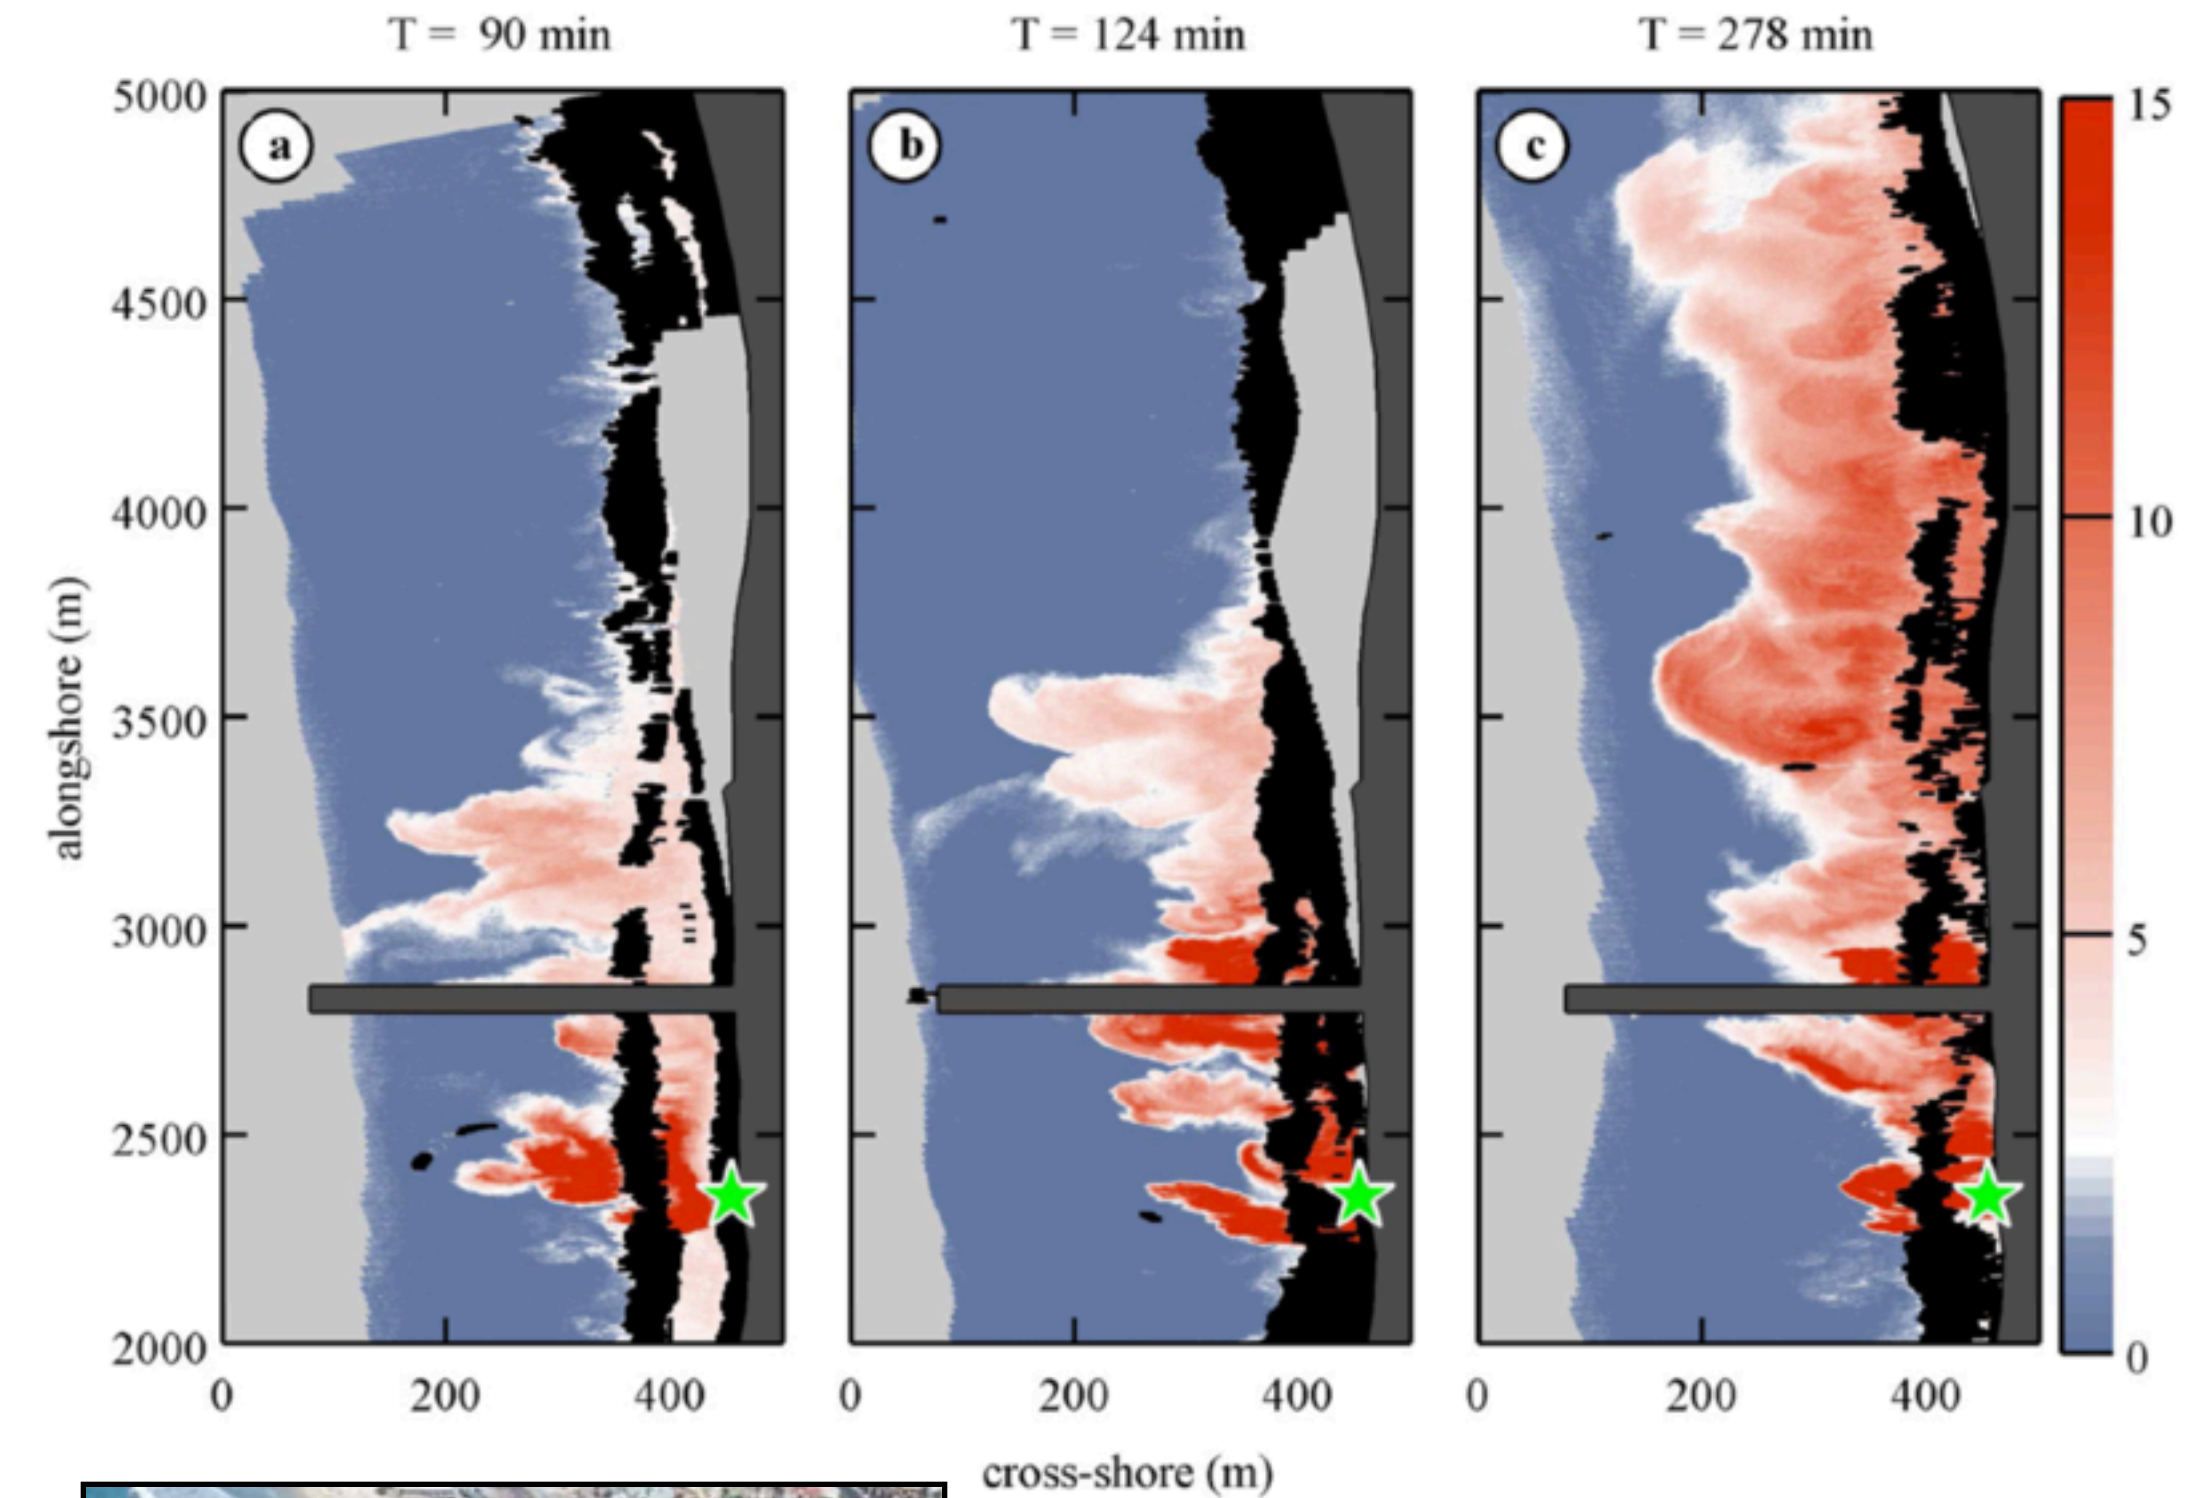 T = 90 min
T = 124 min
T = 278 min
a
b
c
5000
4500
4000
3500
3000
2500
2000
alongshore (m)
0 200 400
0 200 400
0 200 400
cross-shore (m)
15
10
5
0